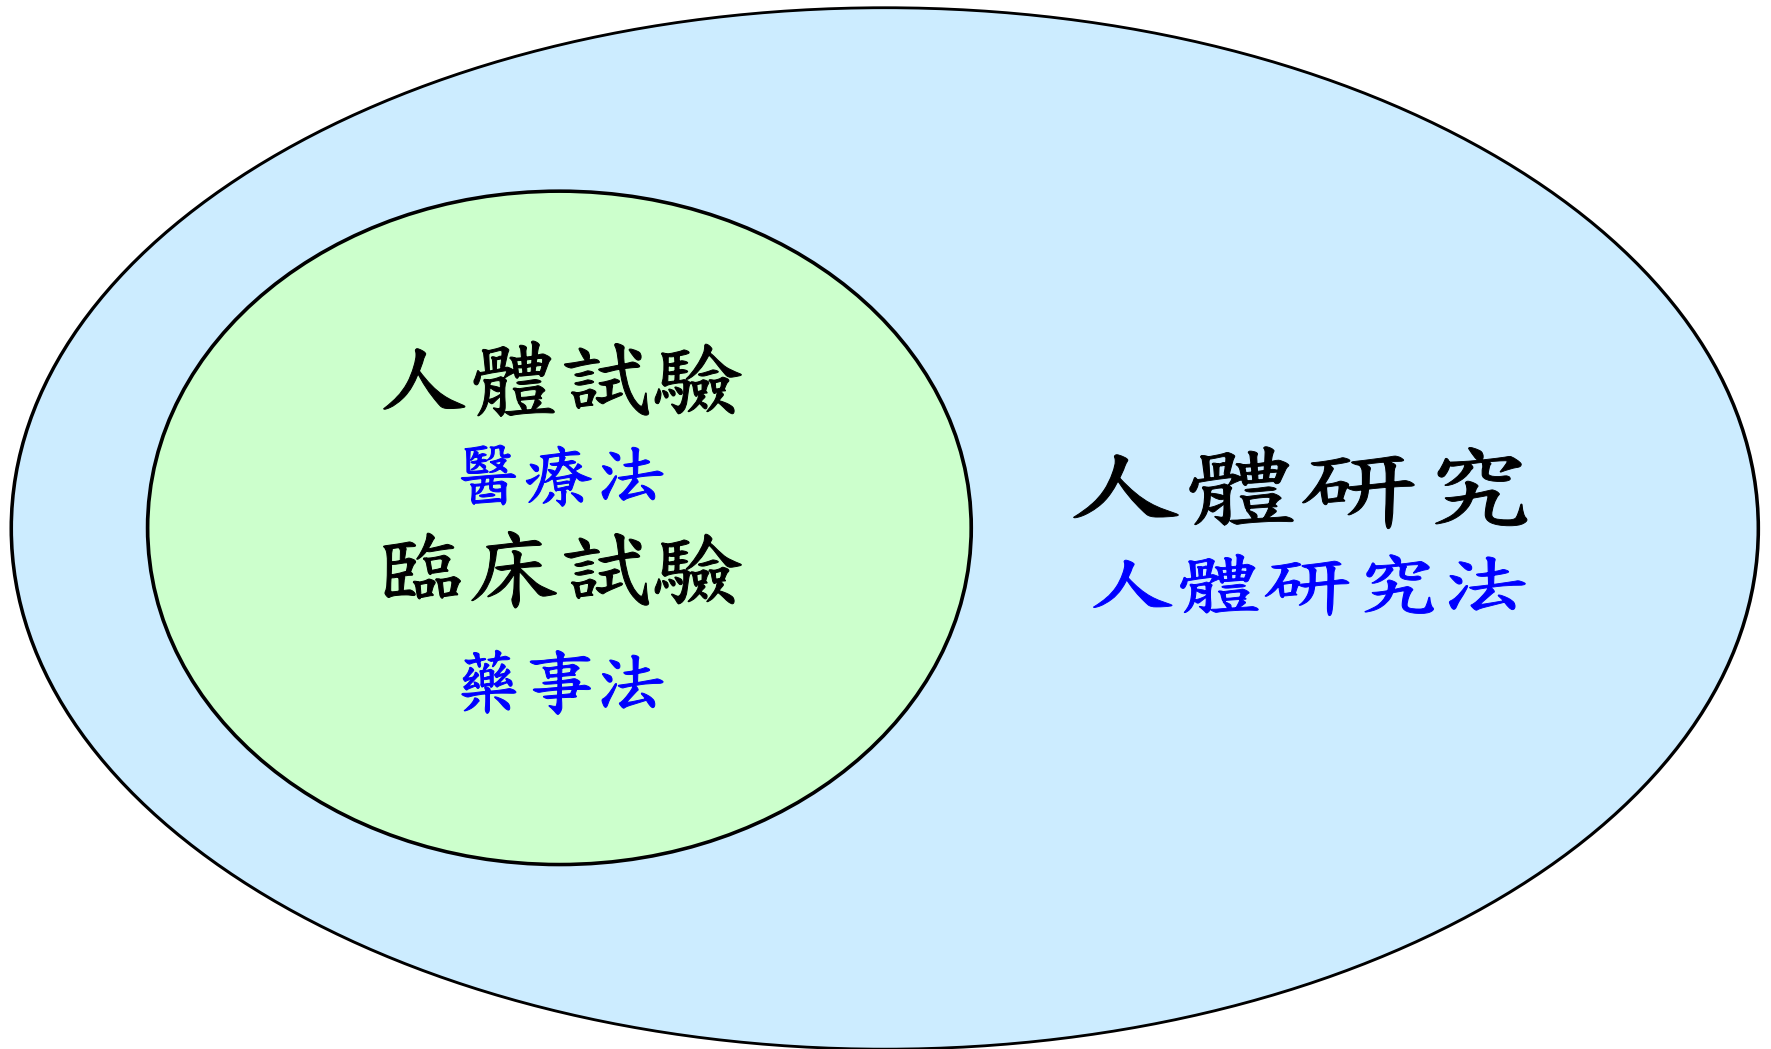 人體試驗
醫療法
臨床試驗
藥事法
人體研究
人體研究法